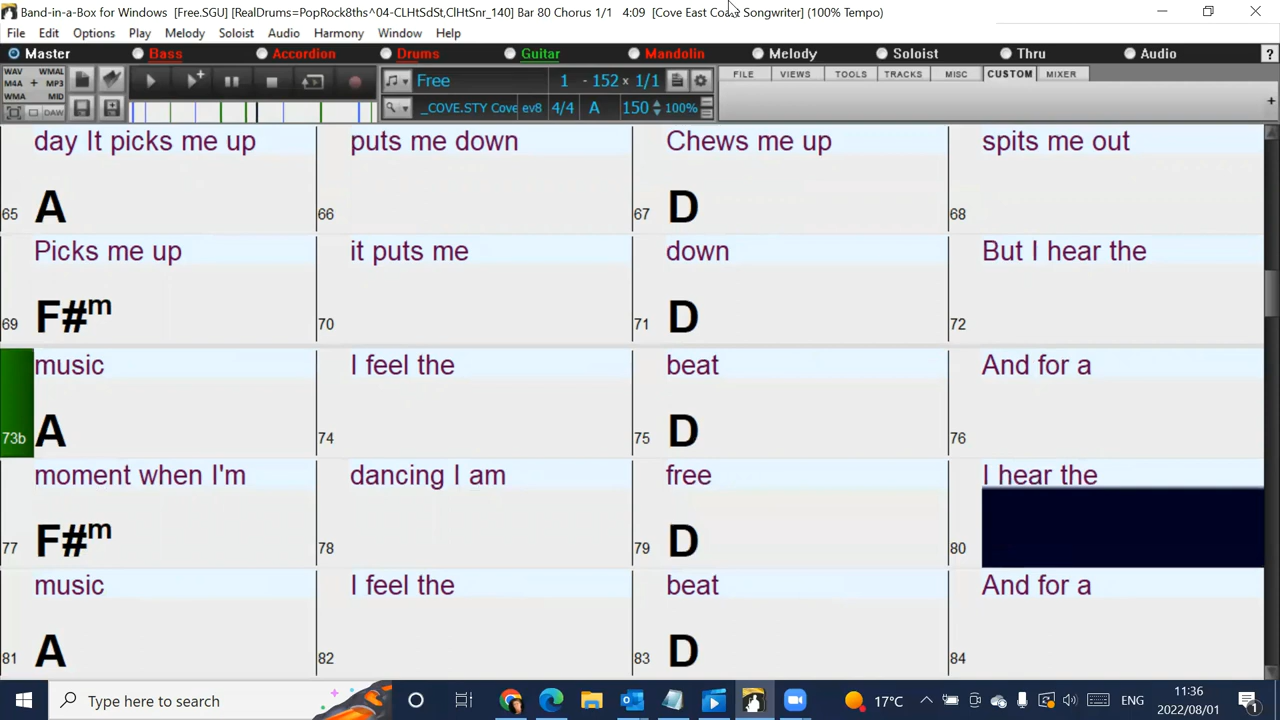 Band-in-a-Box for Windows [Free.SGU] [RealDrums=PopRock8ths^04-CLHtSd3,ClHtSnr_140] Bar 80 Chorus 1/1 4:09 [Cove East Coast Songwriter] (100% Tempo)
File Edit Options Play Melody Soloist Audio Harmony Window Help
Master Bass Accordion Drums Guitar Mandolin Melody Soloist Thru Audio ?
WAV WMAL
M4A + MP3
WMA MID
DAW
Free 1 - 152 x 1/1
_COVE.STY Cove ev8 4/4 A 150 100%
FILE VIEWS TOOLS TRACKS MISC CUSTOM MIXER
+
day It picks me up puts me down Chews me up spits me out
65 A 66 67 D 68
Picks me up it puts me down But I hear the
69 F#m 70 71 D 72
music I feel the beat And for a
73b A 74 75 D 76
moment when I'm dancing I am free I hear the
77 F#m 78 79 D 80
music I feel the beat And for a
81 A 82 83 D 84
Type here to search 17°C ENG 11:36
2022/08/01 1